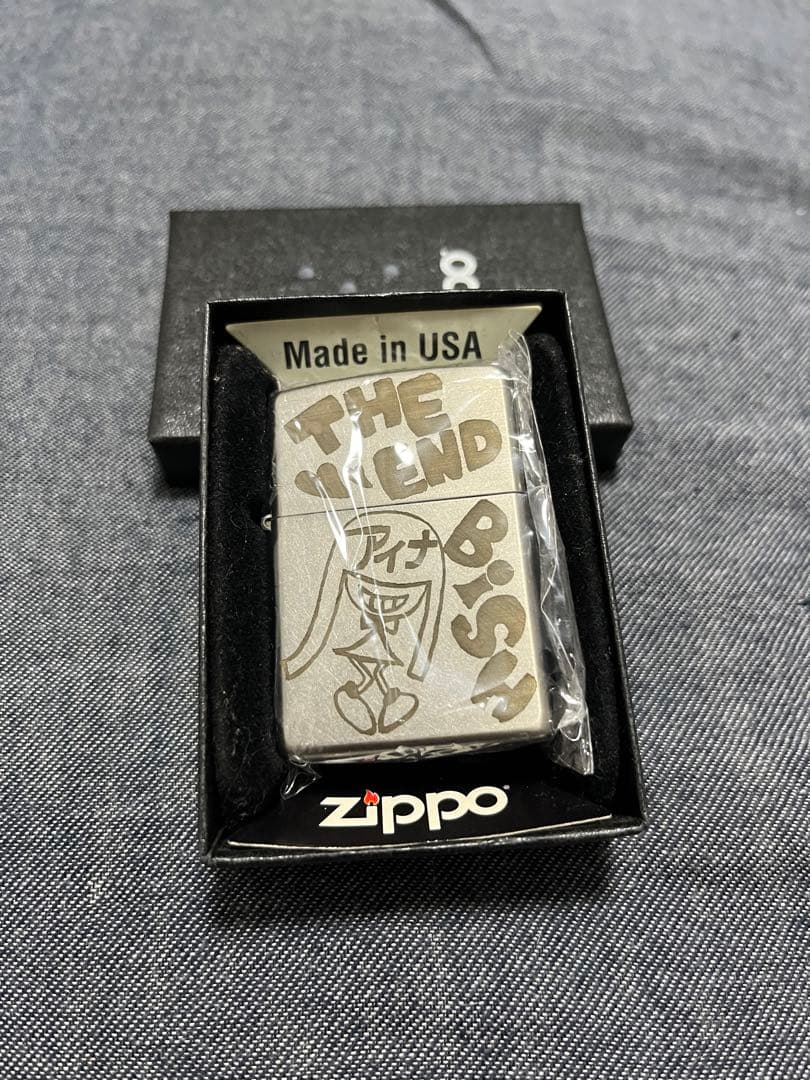 Made in USA
THE
END
アイナ
BiSH
zippo